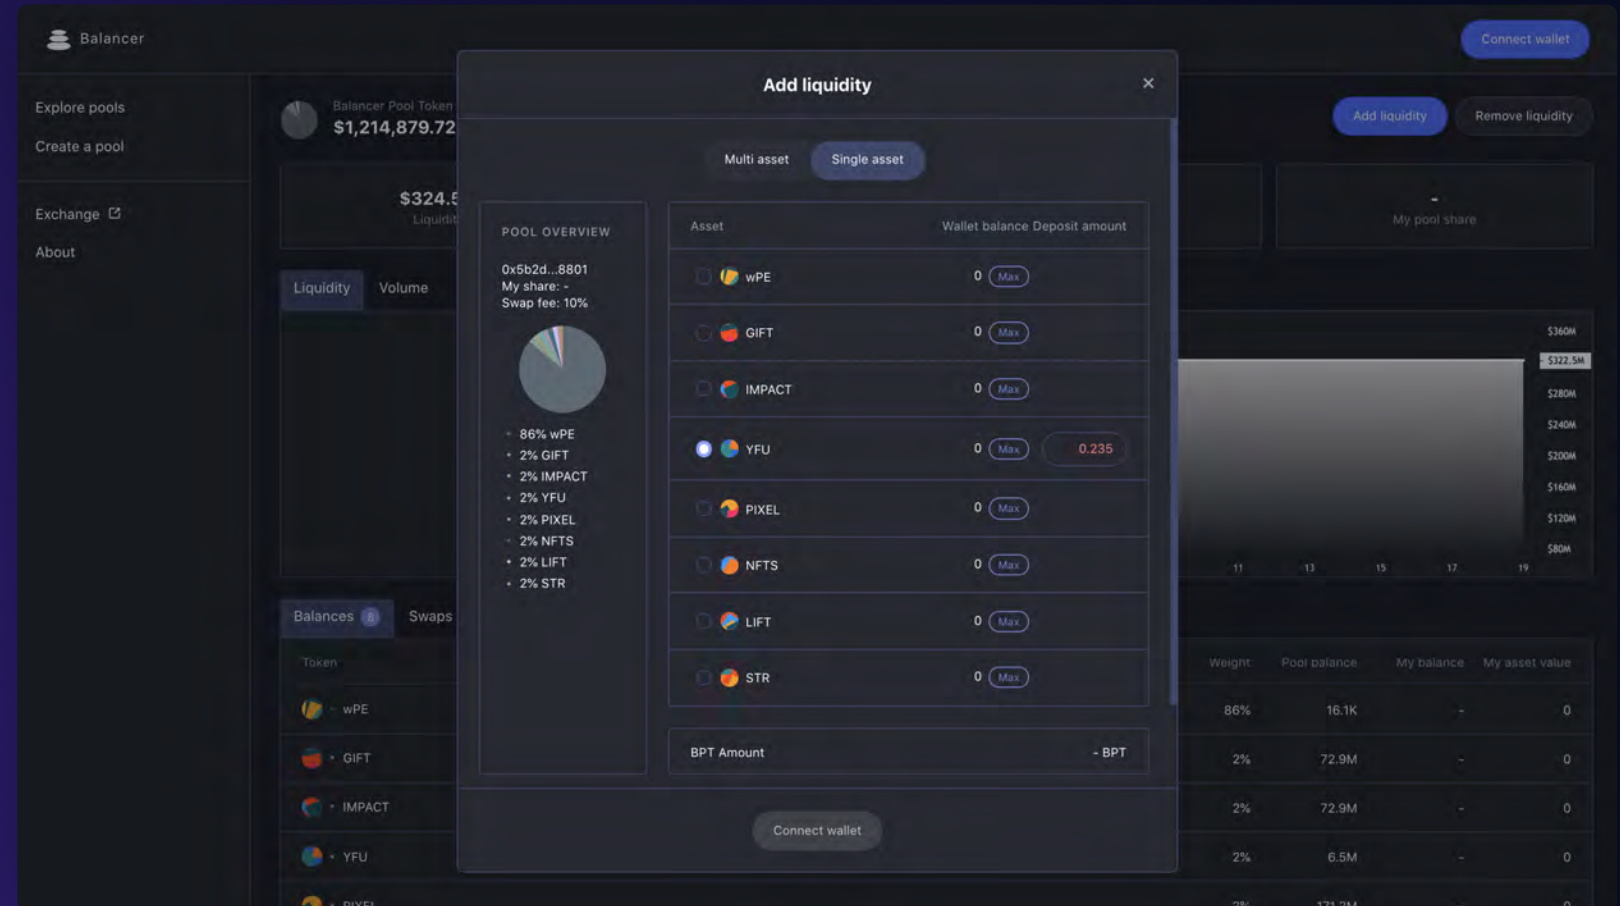 Balancer
Connect wallet
Explore pools
Create a pool
Exchange
About
Balancer Pool Token
$1,214,879.72
Add liquidity
Remove liquidity
$324.5
Liquidit
-
My pool share
Liquidity
Volume
$360M
$322.5M
$280M
$240M
$200M
$160M
$120M
$80M
11 13 15 17 19
Balances 8
Swaps
Token
Weight Pool balance My balance My asset value
wPE 86% 16.1K - 0
GIFT 2% 72.9M - 0
IMPACT 2% 72.9M - 0
YFU 2% 6.5M - 0
PIXEL 2% 171.2M - 0
Add liquidity
×
Multi asset
Single asset
POOL OVERVIEW
0x5b2d...8801
My share: -
Swap fee: 10%
86% wPE
2% GIFT
2% IMPACT
2% YFU
2% PIXEL
2% NFTS
2% LIFT
2% STR
Asset Wallet balance Deposit amount
wPE 0 Max
GIFT 0 Max
IMPACT 0 Max
YFU 0 Max 0.235
PIXEL 0 Max
NFTS 0 Max
LIFT 0 Max
STR 0 Max
BPT Amount - BPT
Connect wallet